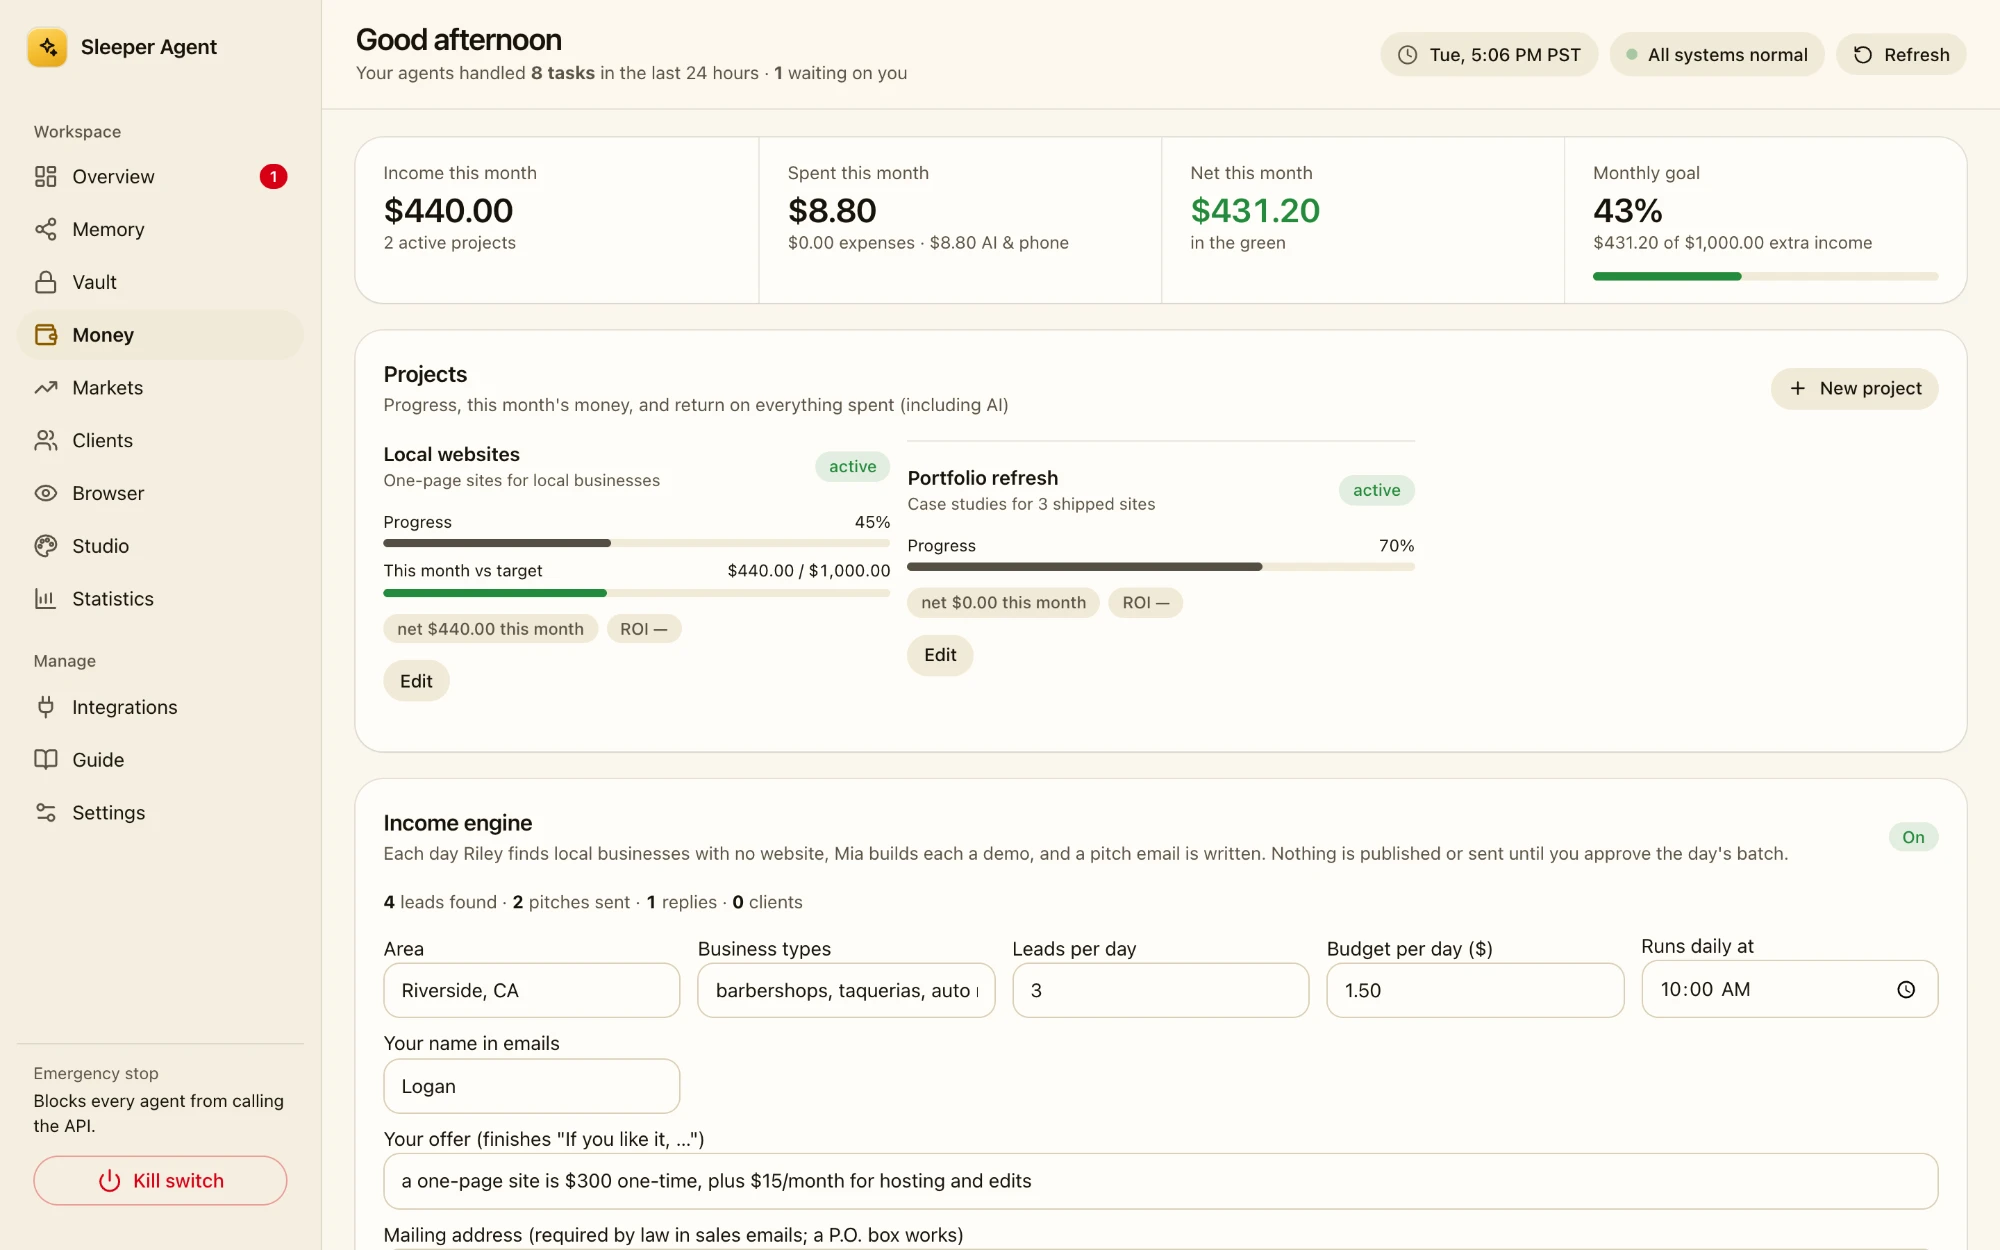 Sleeper Agent
Workspace
Overview 1
Memory
Vault
Money
Markets
Clients
Browser
Studio
Statistics
Manage
Integrations
Guide
Settings
Emergency stop
Blocks every agent from calling
the API.
Kill switch
Good afternoon
Your agents handled 8 tasks in the last 24 hours · 1 waiting on you
Tue, 5:06 PM PST
All systems normal
Refresh
Income this month
$440.00
2 active projects
Spent this month
$8.80
$0.00 expenses · $8.80 AI & phone
Net this month
$431.20
in the green
Monthly goal
43%
$431.20 of $1,000.00 extra income
Projects
Progress, this month's money, and return on everything spent (including AI)
New project
Local websites
One-page sites for local businesses
active
Progress 45%
This month vs target $440.00 / $1,000.00
net $440.00 this month ROI —
Edit
Portfolio refresh
Case studies for 3 shipped sites
active
Progress 70%
net $0.00 this month ROI —
Edit
Income engine
Each day Riley finds local businesses with no website, Mia builds each a demo, and a pitch email is written. Nothing is published or sent until you approve the day's batch.
On
4 leads found · 2 pitches sent · 1 replies · 0 clients
Area
Riverside, CA
Business types
barbershops, taquerias, auto
Leads per day
3
Budget per day ($)
1.50
Runs daily at
10:00 AM
Your name in emails
Logan
Your offer (finishes "If you like it, ...")
a one-page site is $300 one-time, plus $15/month for hosting and edits
Mailing address (required by law in sales emails; a P.O. box works)